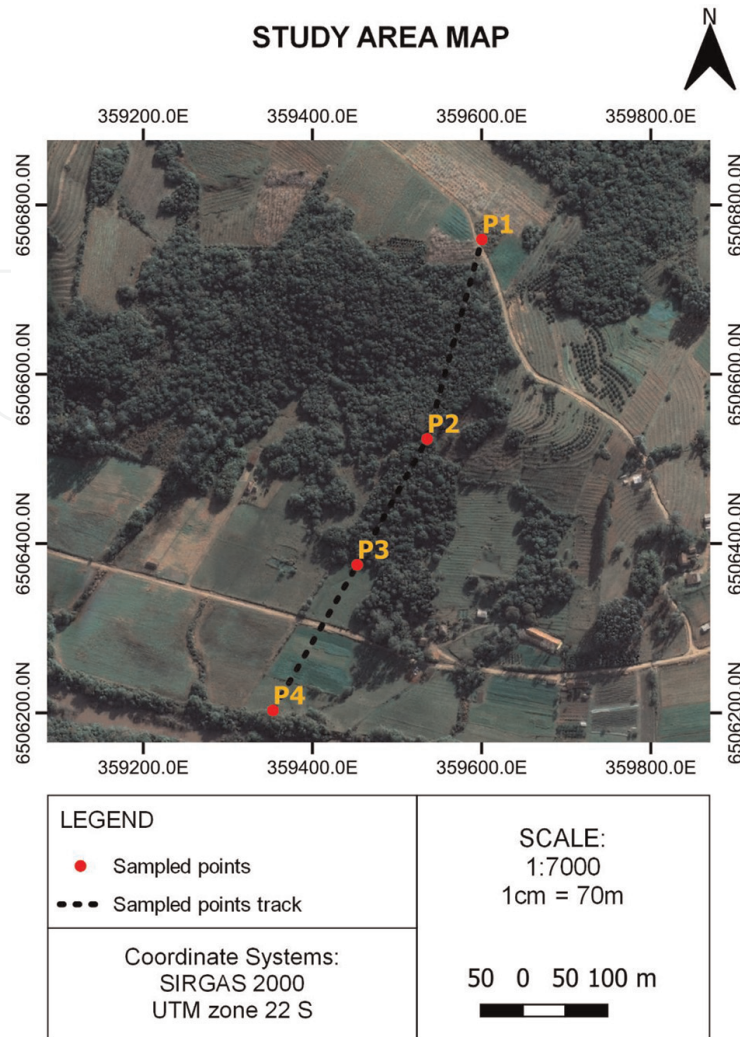 N
STUDY AREA MAP
359200.0E 359400.0E 359600.0E 359800.0E
6506800.0N 6506800.0N
P1
6506600.0N 6506600.0N
P2
6506400.0N 6506400.0N
P3
P4
6506200.0N 6506200.0N
359200.0E 359400.0E 359600.0E 359800.0E
LEGEND
Sampled points
Sampled points track
Coordinate Systems:
SIRGAS 2000
UTM zone 22 S
SCALE:
1:7000
1cm = 70m
50 0 50 100 m